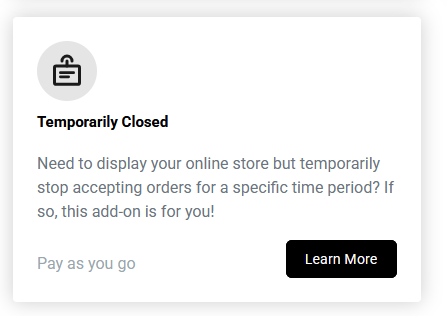 Temporarily Closed
Need to display your online store but temporarily
stop accepting orders for a specific time period? If
so, this add-on is for you!
Pay as you go
Learn More